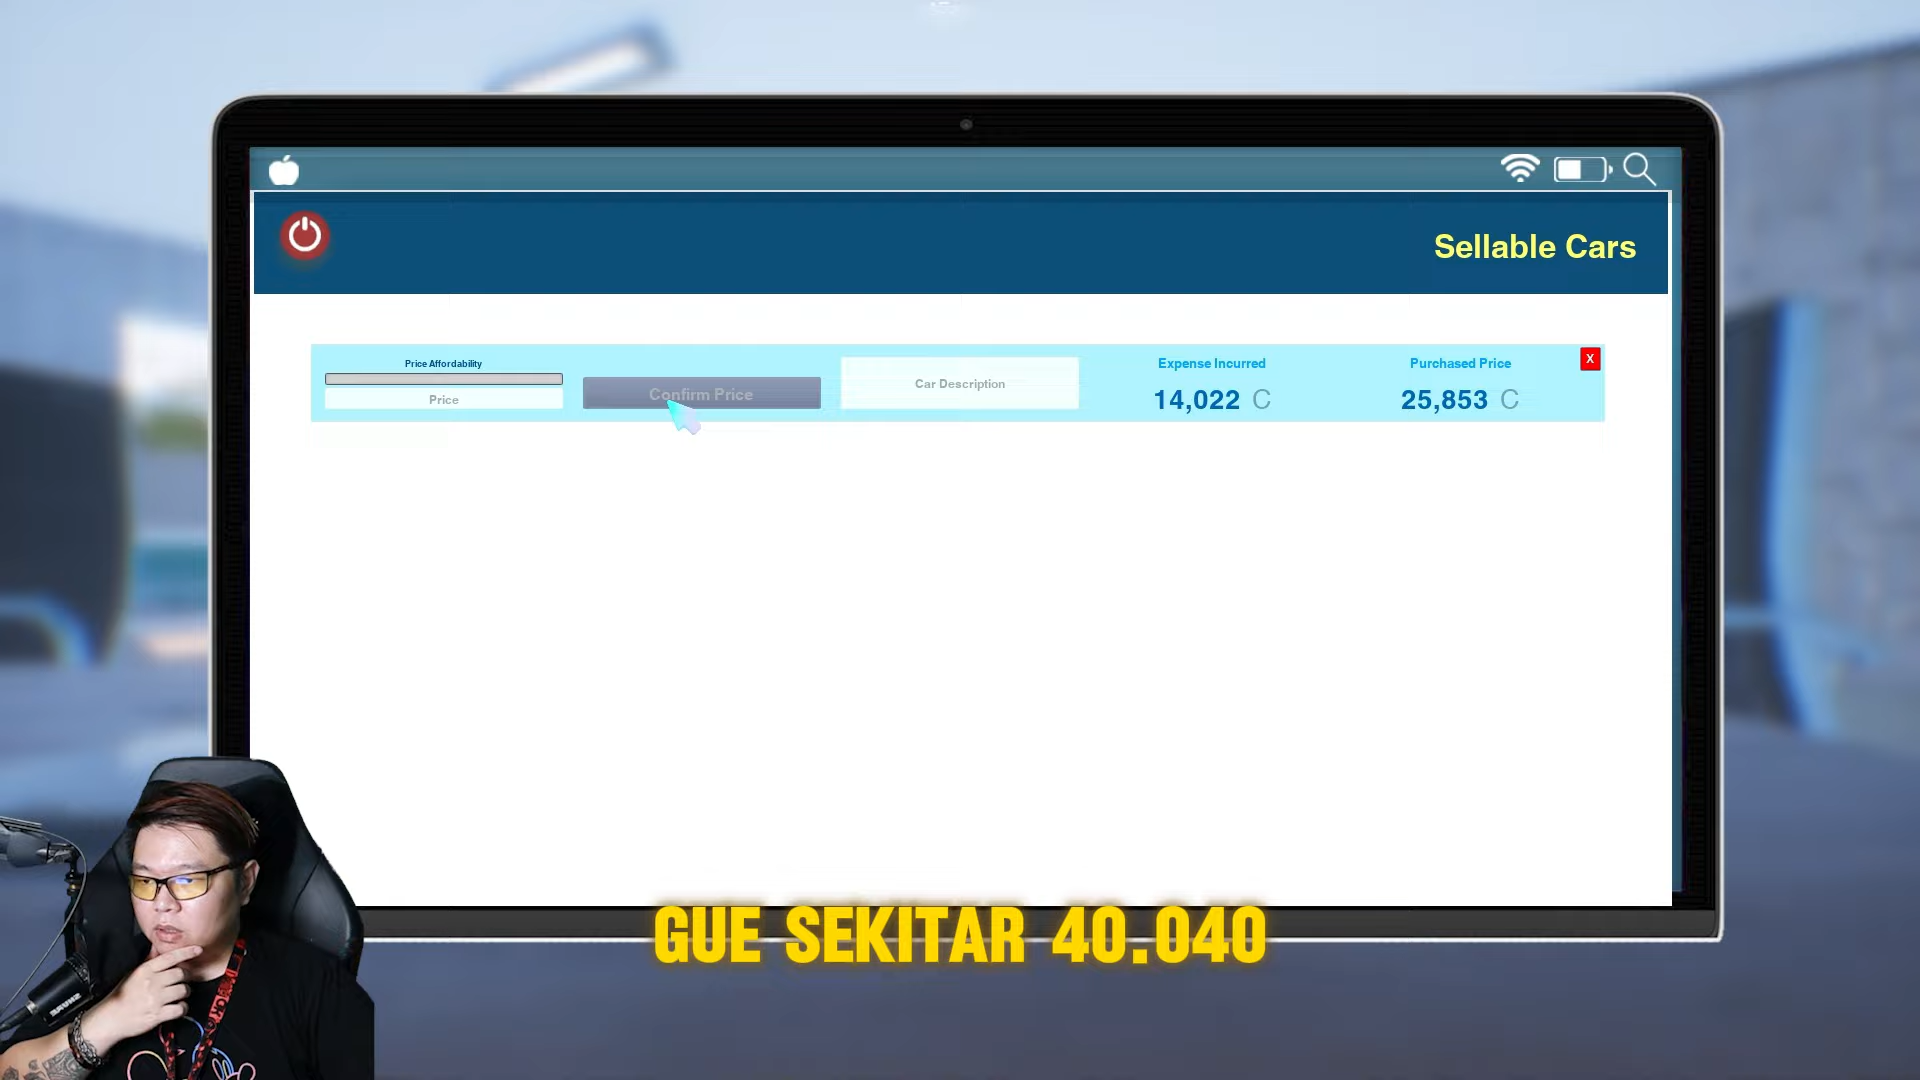 Sellable Cars
Price Affordability
Price
Confirm Price
Car Description
Expense Incurred
14,022 C
Purchased Price
25,853 C
X
GUE SEKITAR 40.040